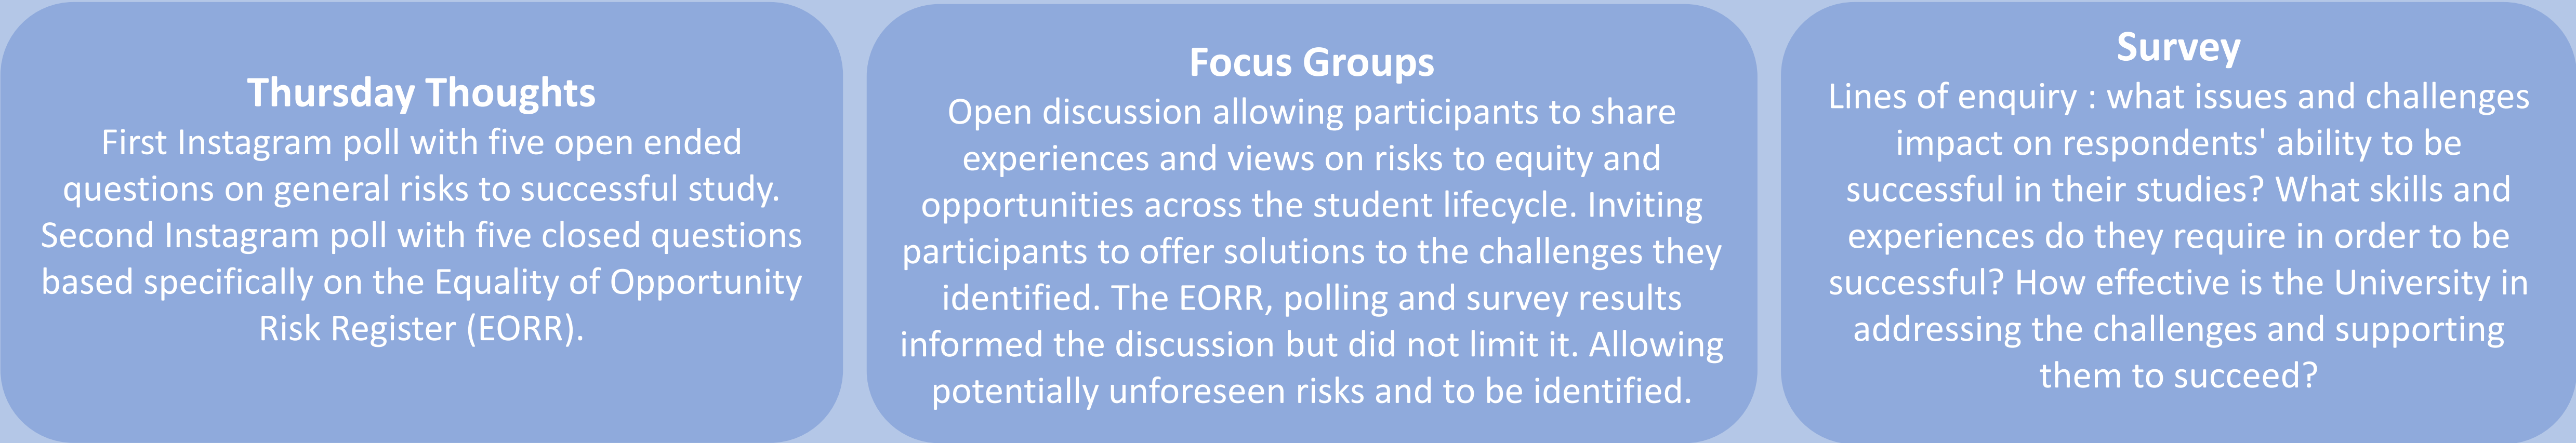 Thursday Thoughts
First Instagram poll with five open ended
questions on general risks to successful study.
Second Instagram poll with five closed questions
based specifically on the Equality of Opportunity
Risk Register (EORR).
Focus Groups
Open discussion allowing participants to share
experiences and views on risks to equity and
opportunities across the student lifecycle. Inviting
participants to offer solutions to the challenges they
identified. The EORR, polling and survey results
informed the discussion but did not limit it. Allowing
potentially unforeseen risks and to be identified.
Survey
Lines of enquiry : what issues and challenges
impact on respondents' ability to be
successful in their studies? What skills and
experiences do they require in order to be
successful? How effective is the University in
addressing the challenges and supporting
them to succeed?